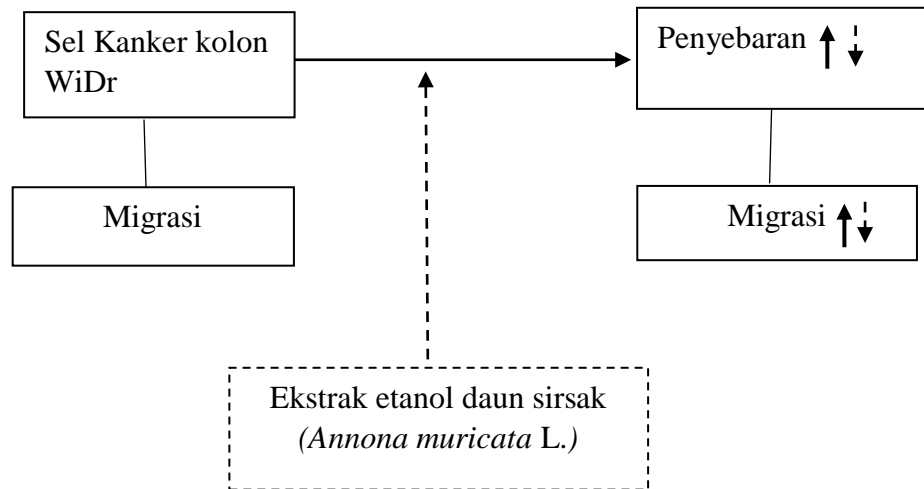 Sel Kanker kolon
WiDr
Penyebaran
Migrasi
Migrasi
Ekstrak etanol daun sirsak
(Annona muricata L.)